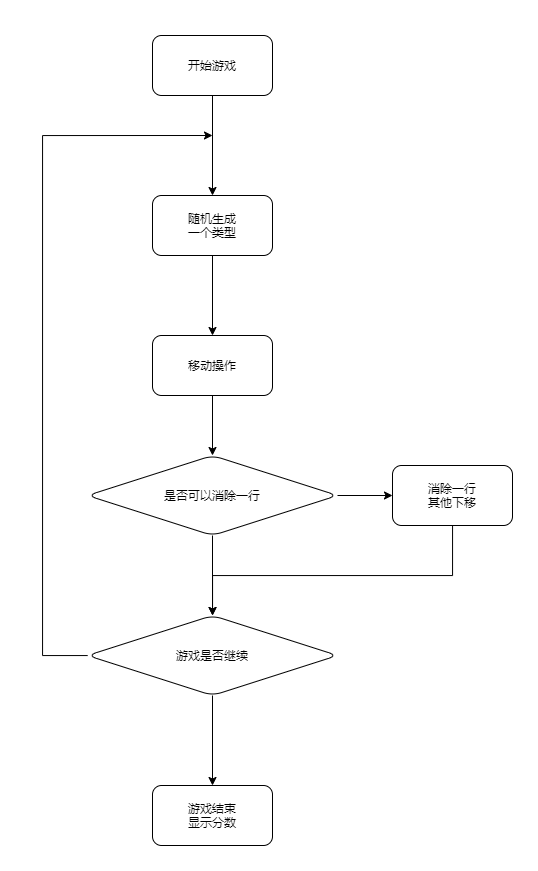 开始游戏
随机生成
一个类型
移动操作
是否可以消除一行
消除一行
其他下移
游戏是否继续
游戏结束
显示分数